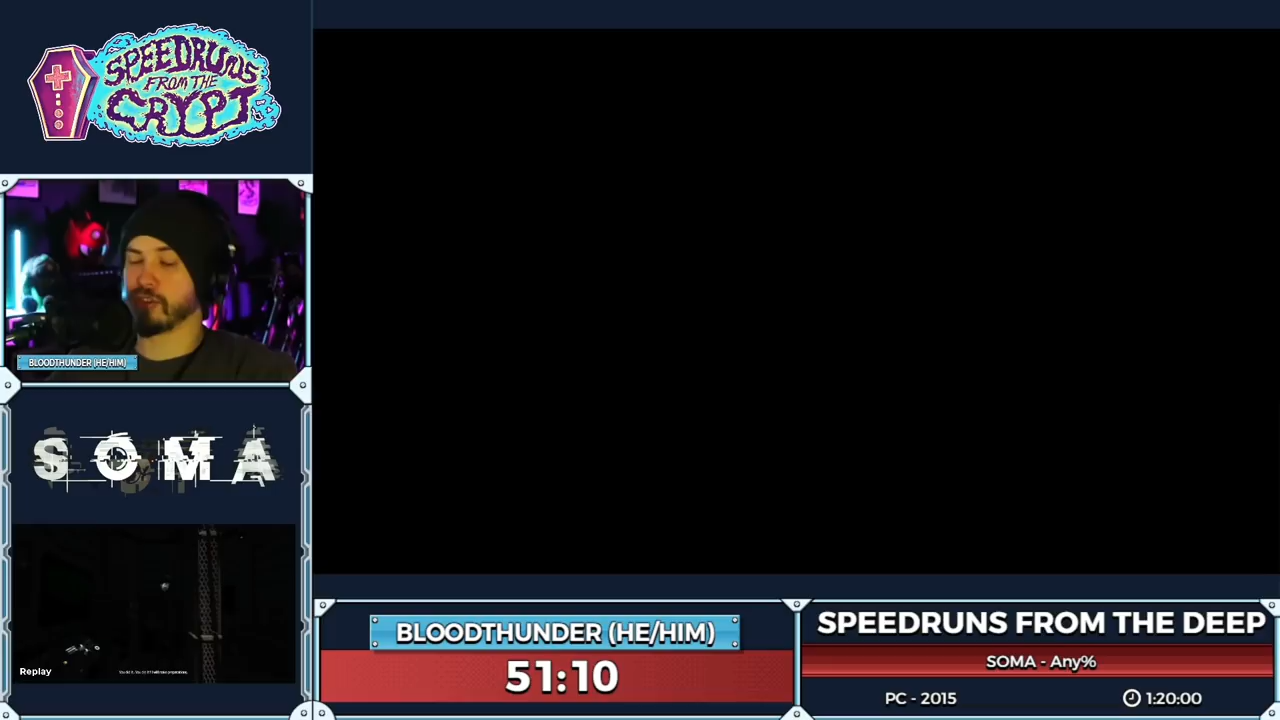 SPEEDRUNS
FROM THE
CRYPT
BLOODTHUNDER (HE/HIM)
SOMA
Replay
BLOODTHUNDER (HE/HIM)
51:10
SPEEDRUNS FROM THE DEEP
SOMA - Any%
PC - 2015
1:20:00